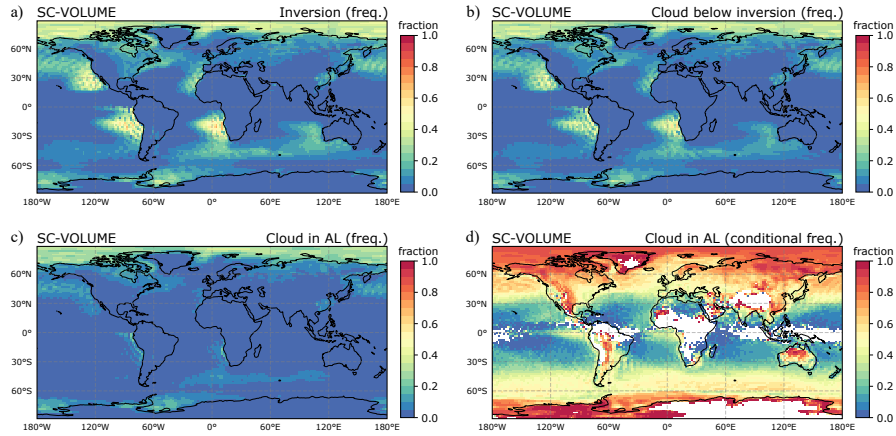 a) SC-VOLUME Inversion (freq.) fraction
60°N
30°N
0°
30°S
60°S
180°W 120°W 60°W 0° 60°E 120°E 180°E
1.0
0.8
0.6
0.4
0.2
0.0
b) SC-VOLUME Cloud below inversion (freq.) fraction
60°N
30°N
0°
30°S
60°S
180°W 120°W 60°W 0° 60°E 120°E 180°E
1.0
0.8
0.6
0.4
0.2
0.0
c) SC-VOLUME Cloud in AL (freq.) fraction
60°N
30°N
0°
30°S
60°S
180°W 120°W 60°W 0° 60°E 120°E 180°E
1.0
0.8
0.6
0.4
0.2
0.0
d) SC-VOLUME Cloud in AL (conditional freq.) fraction
60°N
30°N
0°
30°S
60°S
180°W 120°W 60°W 0° 60°E 120°E 180°E
1.0
0.8
0.6
0.4
0.2
0.0